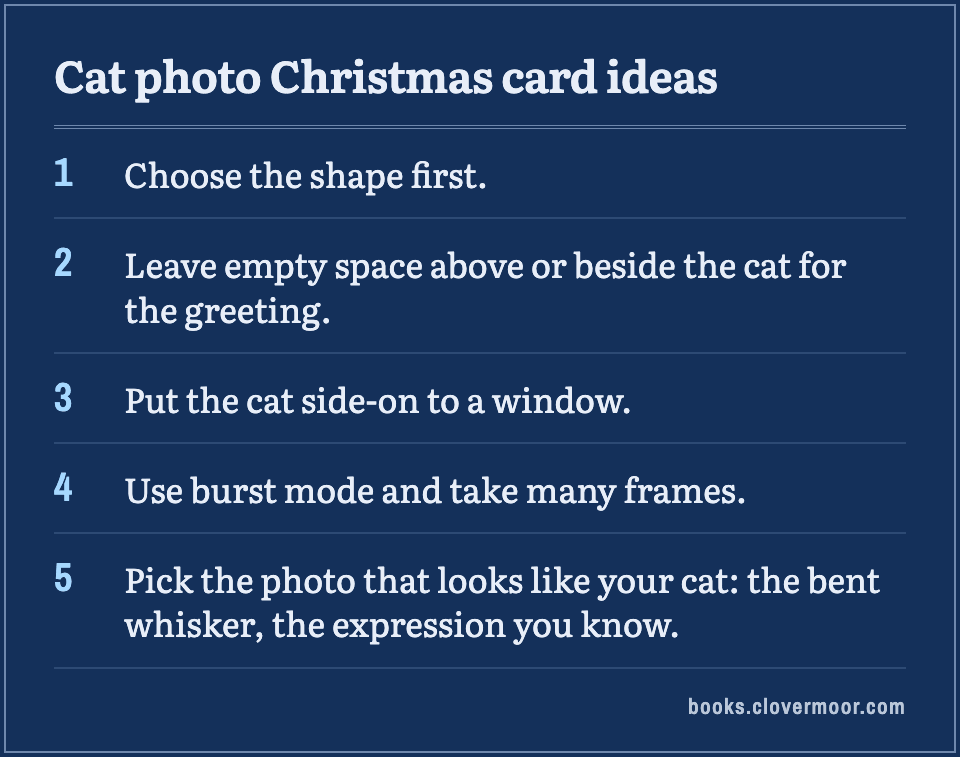 Cat photo Christmas card ideas
1 Choose the shape first.
2 Leave empty space above or beside the cat for
the greeting.
3 Put the cat side-on to a window.
4 Use burst mode and take many frames.
5 Pick the photo that looks like your cat: the bent
whisker, the expression you know.
books.clovermoor.com